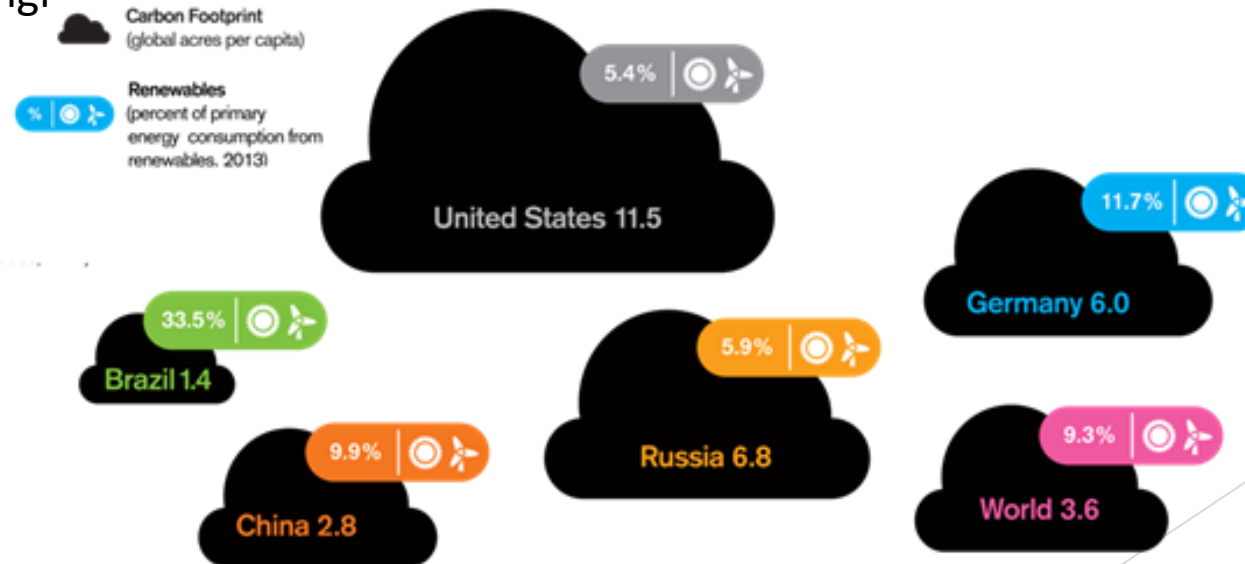 Carbon Footprint
(global acres per capita)
Renewables
(percent of primary
energy consumption from
renewables. 2013)
%
5.4%
United States 11.5
11.7%
Germany 6.0
33.5%
Brazil 1.4
5.9%
Russia 6.8
9.9%
China 2.8
9.3%
World 3.6